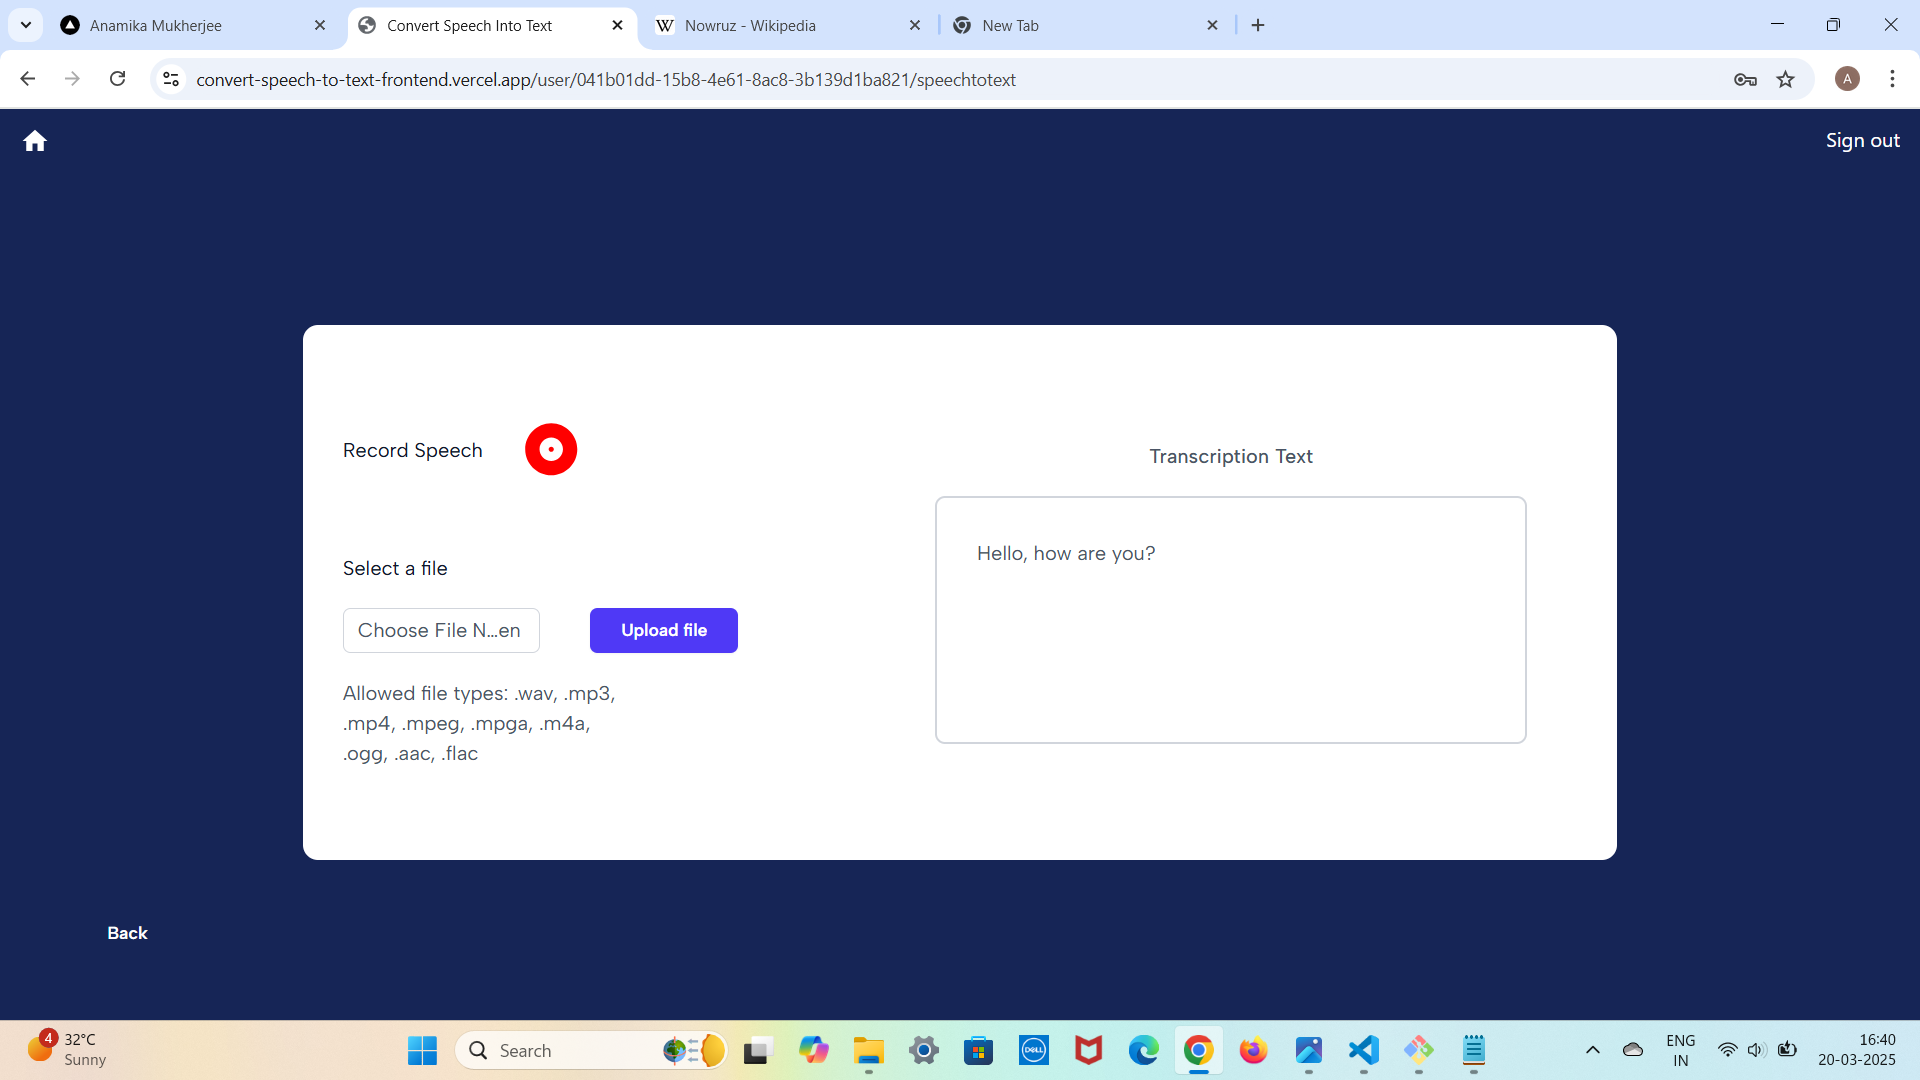 Anamika Mukherjee
Convert Speech Into Text
W Nowruz - Wikipedia
New Tab
convert-speech-to-text-frontend.vercel.app/user/041b01dd-15b8-4e61-8ac8-3b139d1ba821/speechtotext
A
Sign out
Record Speech
Select a file
Choose File N...en
Upload file
Allowed file types: .wav, .mp3,
.mp4, .mpeg, .mpga, .m4a,
.ogg, .aac, .flac
Transcription Text
Hello, how are you?
Back
4
32°C
Sunny
Search
DELL
ENG
IN
16:40
20-03-2025